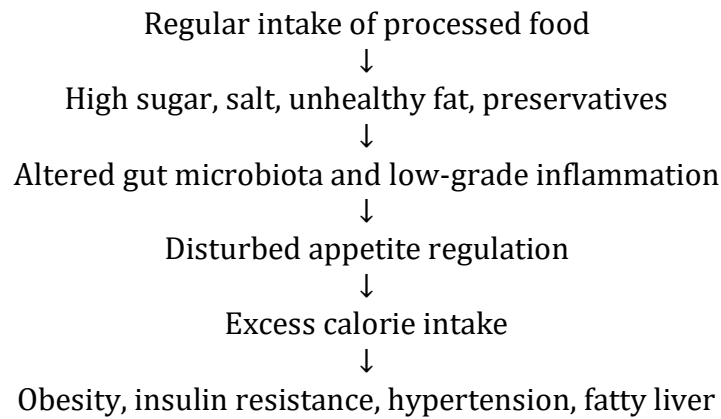 Regular intake of processed food
↓
High sugar, salt, unhealthy fat, preservatives
↓
Altered gut microbiota and low-grade inflammation
↓
Disturbed appetite regulation
↓
Excess calorie intake
↓
Obesity, insulin resistance, hypertension, fatty liver